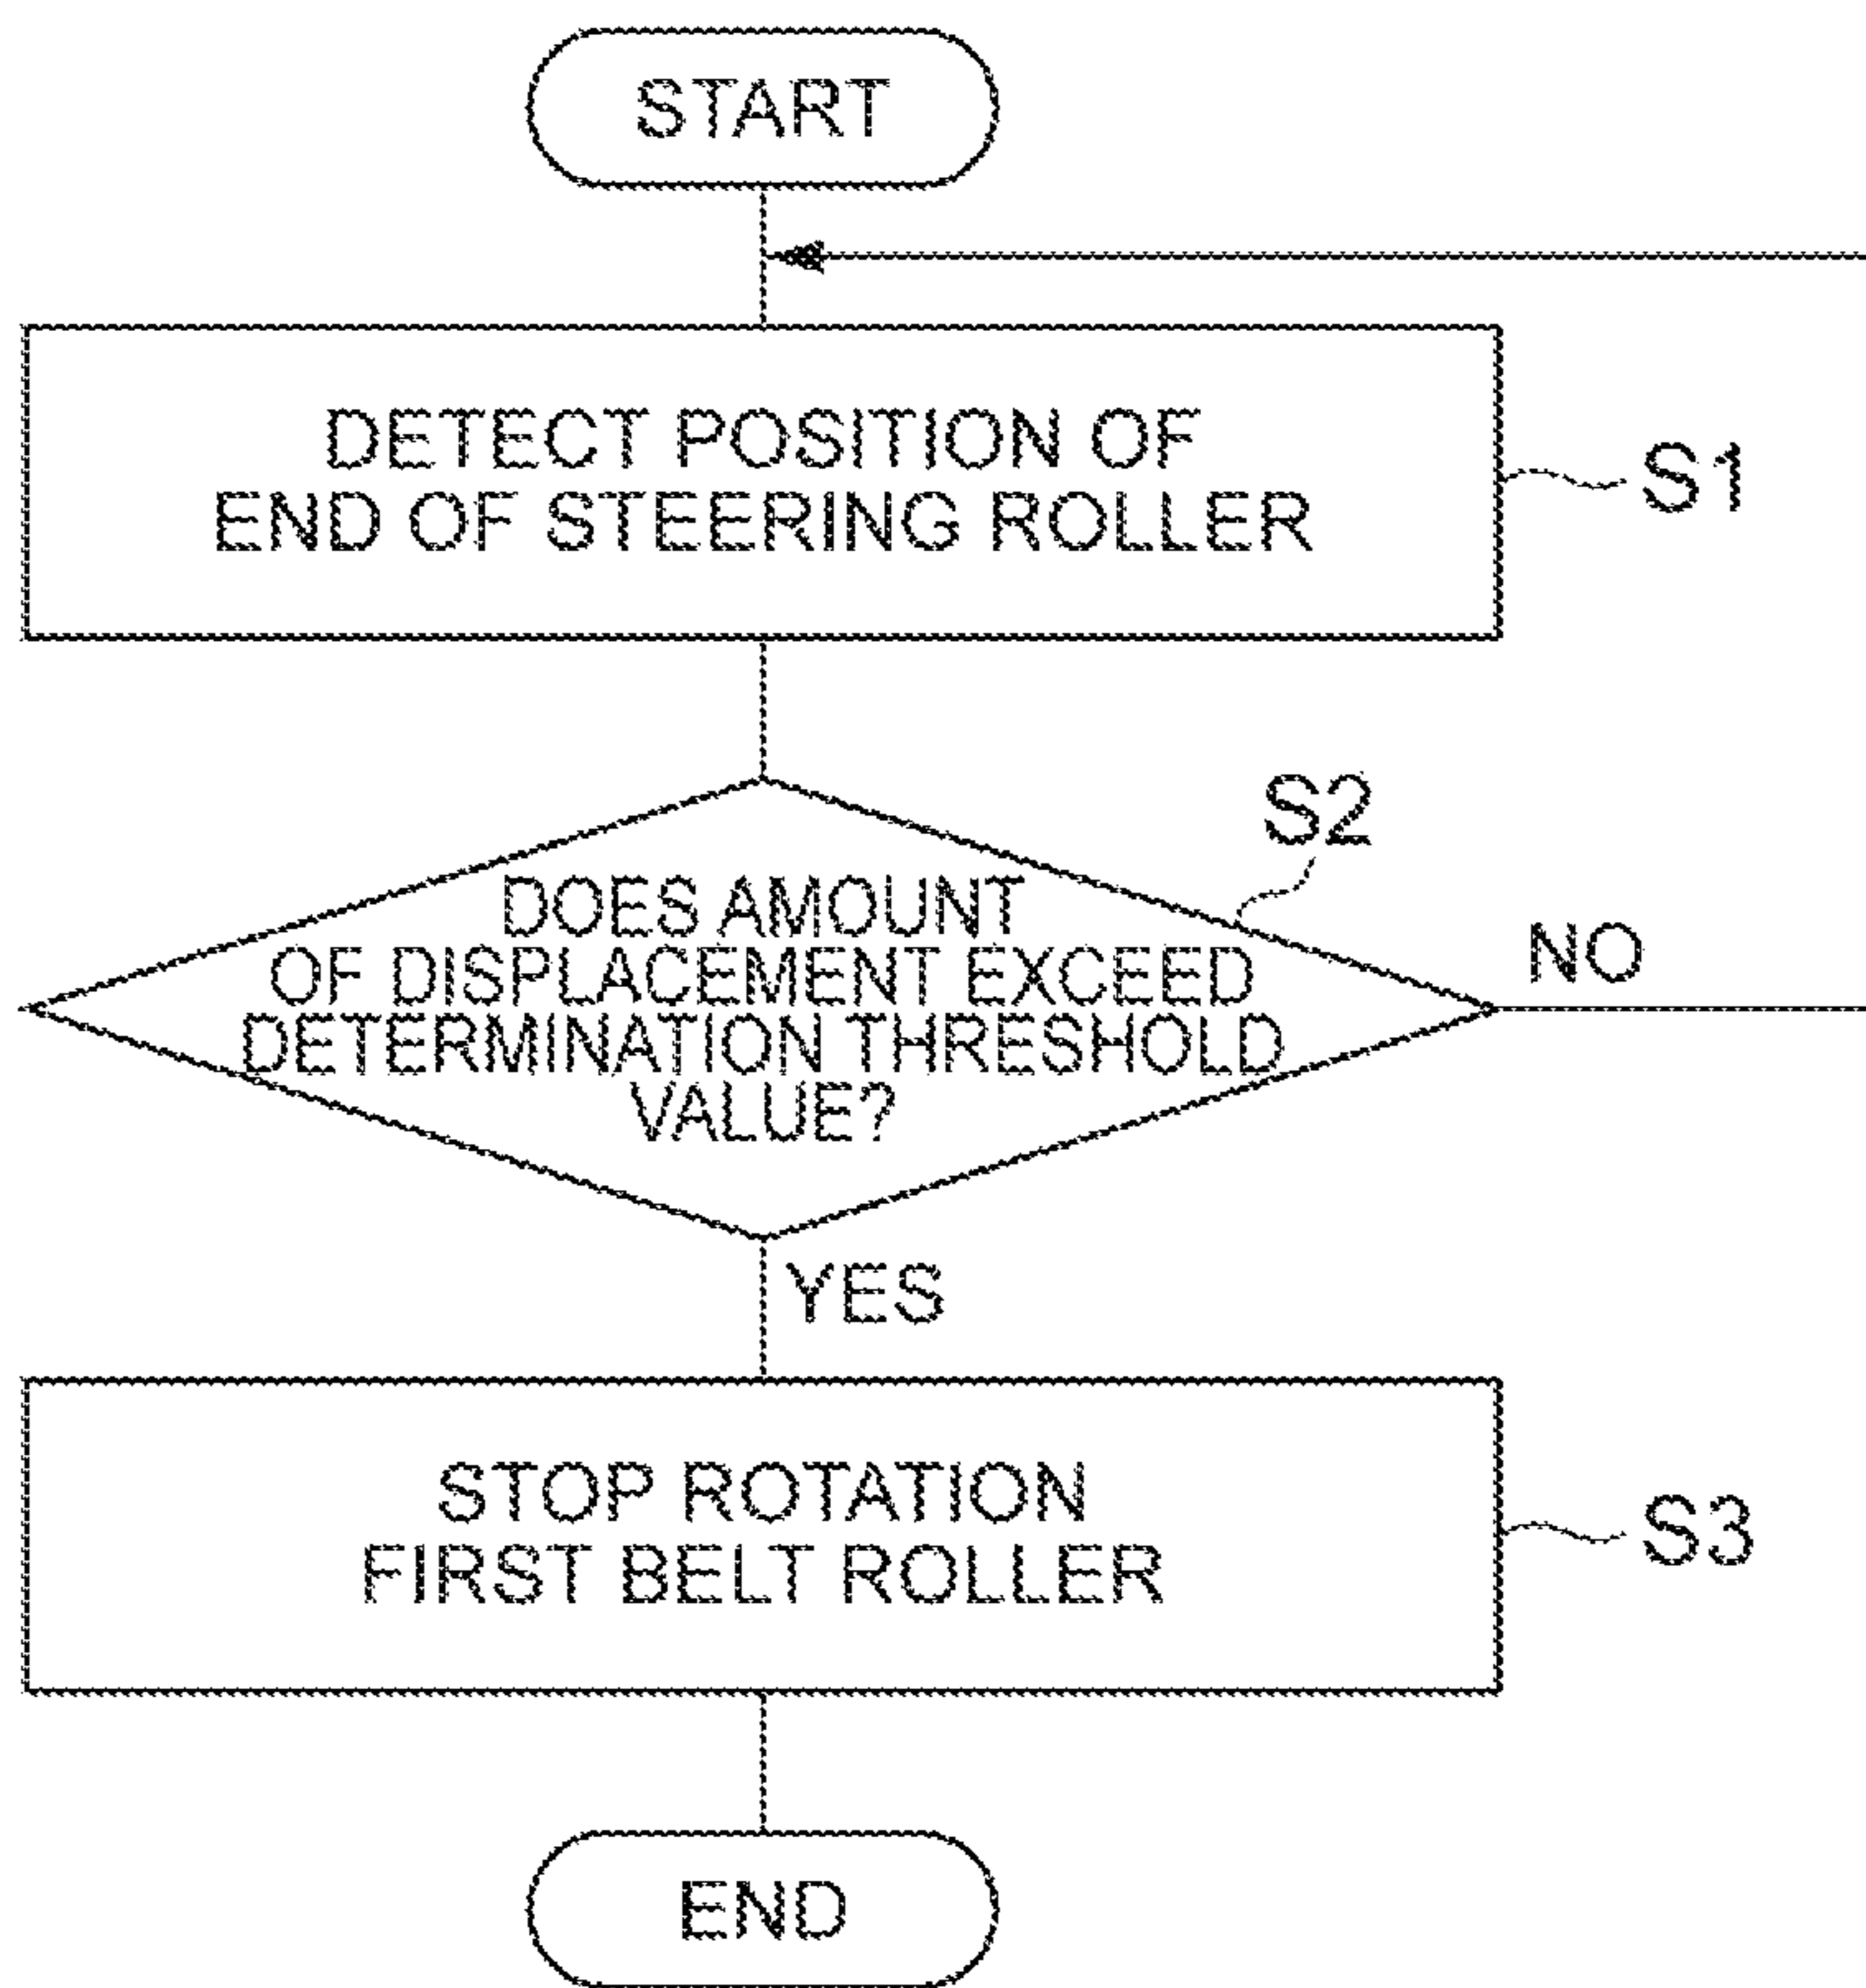 START
DETECT POSITION OF
END OF STEERING ROLLER
S1
S2
DOES AMOUNT
OF DISPLACEMENT EXCEED
DETERMINATION THRESHOLD
VALUE?
NO
YES
STOP ROTATION
FIRST BELT ROLLER
S3
END